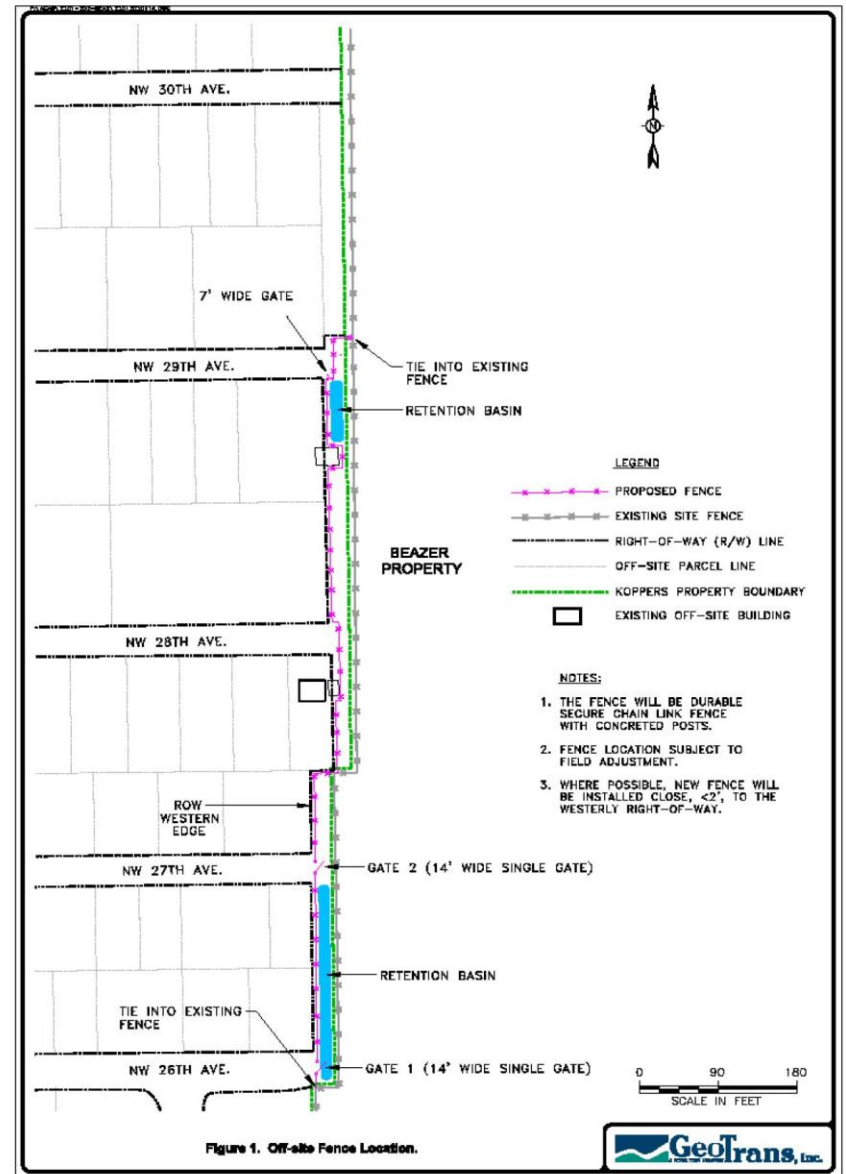 NW 30TH AVE.
N
7' WIDE GATE
NW 29TH AVE.
TIE INTO EXISTING
FENCE
RETENTION BASIN
LEGEND
PROPOSED FENCE
EXISTING SITE FENCE
RIGHT-OF-WAY (R/W) LINE
OFF-SITE PARCEL LINE
KOPPERS PROPERTY BOUNDARY
EXISTING OFF-SITE BUILDING
BEAZER
PROPERTY
NW 28TH AVE.
NOTES:
1. THE FENCE WILL BE DURABLE
SECURE CHAIN LINK FENCE
WITH CONCRETED POSTS.
2. FENCE LOCATION SUBJECT TO
FIELD ADJUSTMENT.
3. WHERE POSSIBLE, NEW FENCE WILL
BE INSTALLED CLOSE, <2', TO THE
WESTERLY RIGHT-OF-WAY.
ROW
WESTERN
EDGE
NW 27TH AVE.
GATE 2 (14' WIDE SINGLE GATE)
RETENTION BASIN
TIE INTO EXISTING
FENCE
NW 26TH AVE.
GATE 1 (14' WIDE SINGLE GATE)
0 90 180
SCALE IN FEET
Figure 1. Off-site Fence Location.
GeoTrans, Inc.